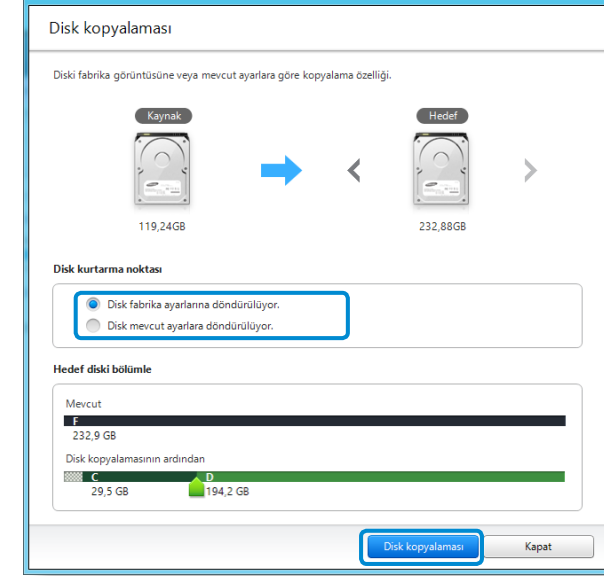 Disk kopyalaması
Diski fabrika görüntüsüne veya mevcut ayarlara göre kopyalama özelliği.
Kaynak
Hedef
119,24GB
232,88GB
Disk kurtarma noktası
Disk fabrika ayarlarına döndürülüyor.
Disk mevcut ayarlara döndürülüyor.
Hedef diski bölümle
Mevcut
F
232,9 GB
Disk kopyalamasının ardından
C D
29,5 GB 194,2 GB
Disk kopyalaması Kapat